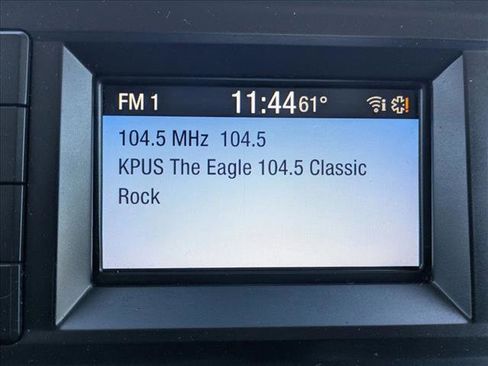 FM 1 11:44 61°
104.5 MHz 104.5
KPUS The Eagle 104.5 Classic
Rock